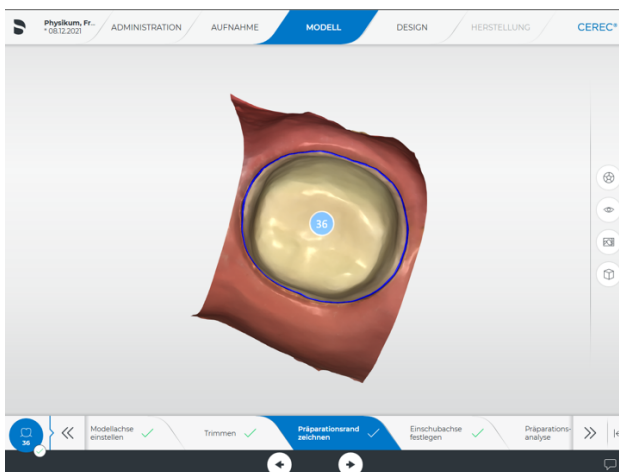 Physikum, Fr...
* 08.12.2021
ADMINISTRATION
AUFNAHME
MODELL
DESIGN
HERSTELLUNG
CEREC®
36
36
Modellachse
einstellen
Trimmen
Präparationsrand
zeichnen
Einschubachse
festlegen
Präparations-
analyse